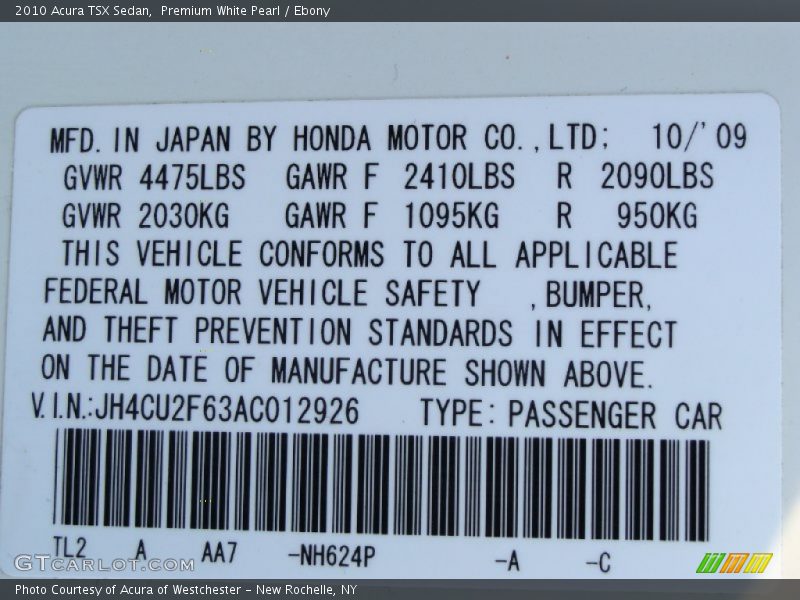 2010 Acura TSX Sedan,  Premium White Pearl / Ebony
MFD. IN JAPAN BY HONDA MOTOR CO.,LTD; 10/'09
GVWR 4475LBS GAWR F 2410LBS R 2090LBS
GVWR 2030KG GAWR F 1095KG R 950KG
THIS VEHICLE CONFORMS TO ALL APPLICABLE
FEDERAL MOTOR VEHICLE SAFETY ,BUMPER,
AND THEFT PREVENTION STANDARDS IN EFFECT
ON THE DATE OF MANUFACTURE SHOWN ABOVE.
V.I.N.:JH4CU2F63AC012926 TYPE: PASSENGER CAR
TL2 A AA7 -NH624P -A -C
GTCARLOT.COM
Photo Courtesy of Acura of Westchester - New Rochelle, NY